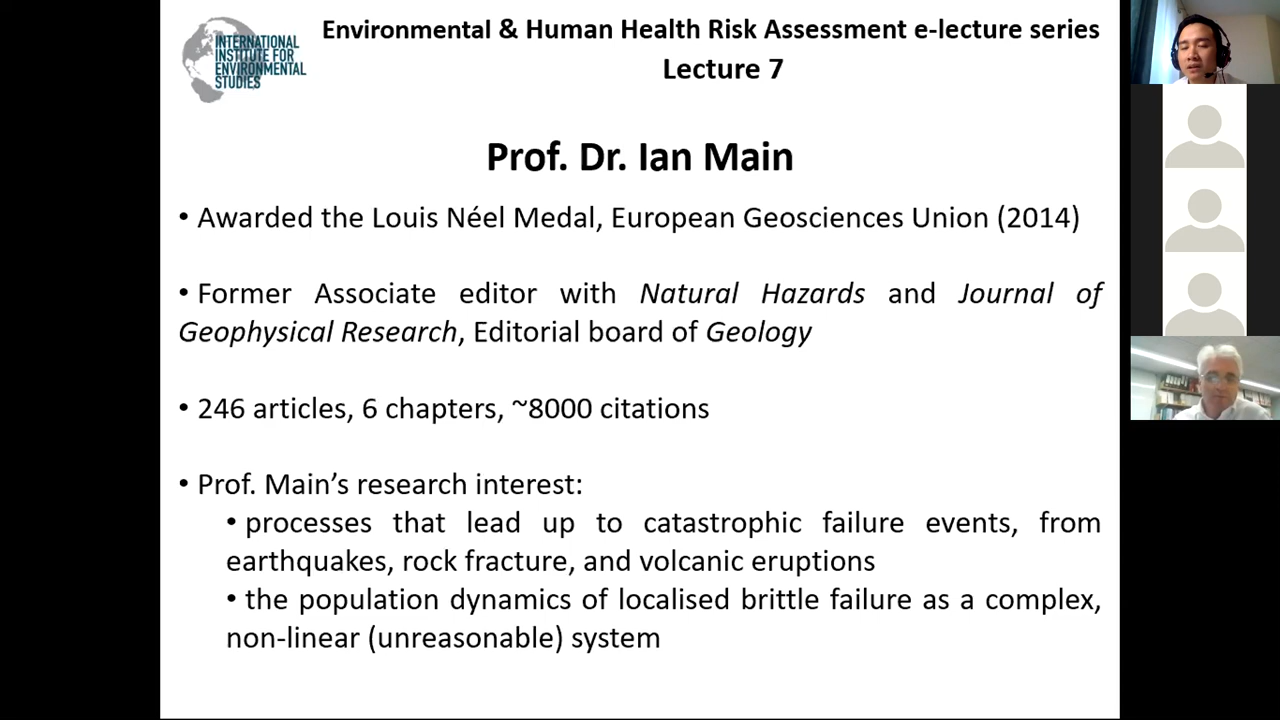 INTERNATIONAL
INSTITUTE FOR
ENVIRONMENTAL
STUDIES
Environmental & Human Health Risk Assessment e-lecture series
Lecture 7
Prof. Dr. Ian Main
• Awarded the Louis Néel Medal, European Geosciences Union (2014)
• Former Associate editor with Natural Hazards and Journal of
Geophysical Research, Editorial board of Geology
• 246 articles, 6 chapters, ~8000 citations
• Prof. Main’s research interest:
• processes that lead up to catastrophic failure events, from
earthquakes, rock fracture, and volcanic eruptions
• the population dynamics of localised brittle failure as a complex,
non-linear (unreasonable) system